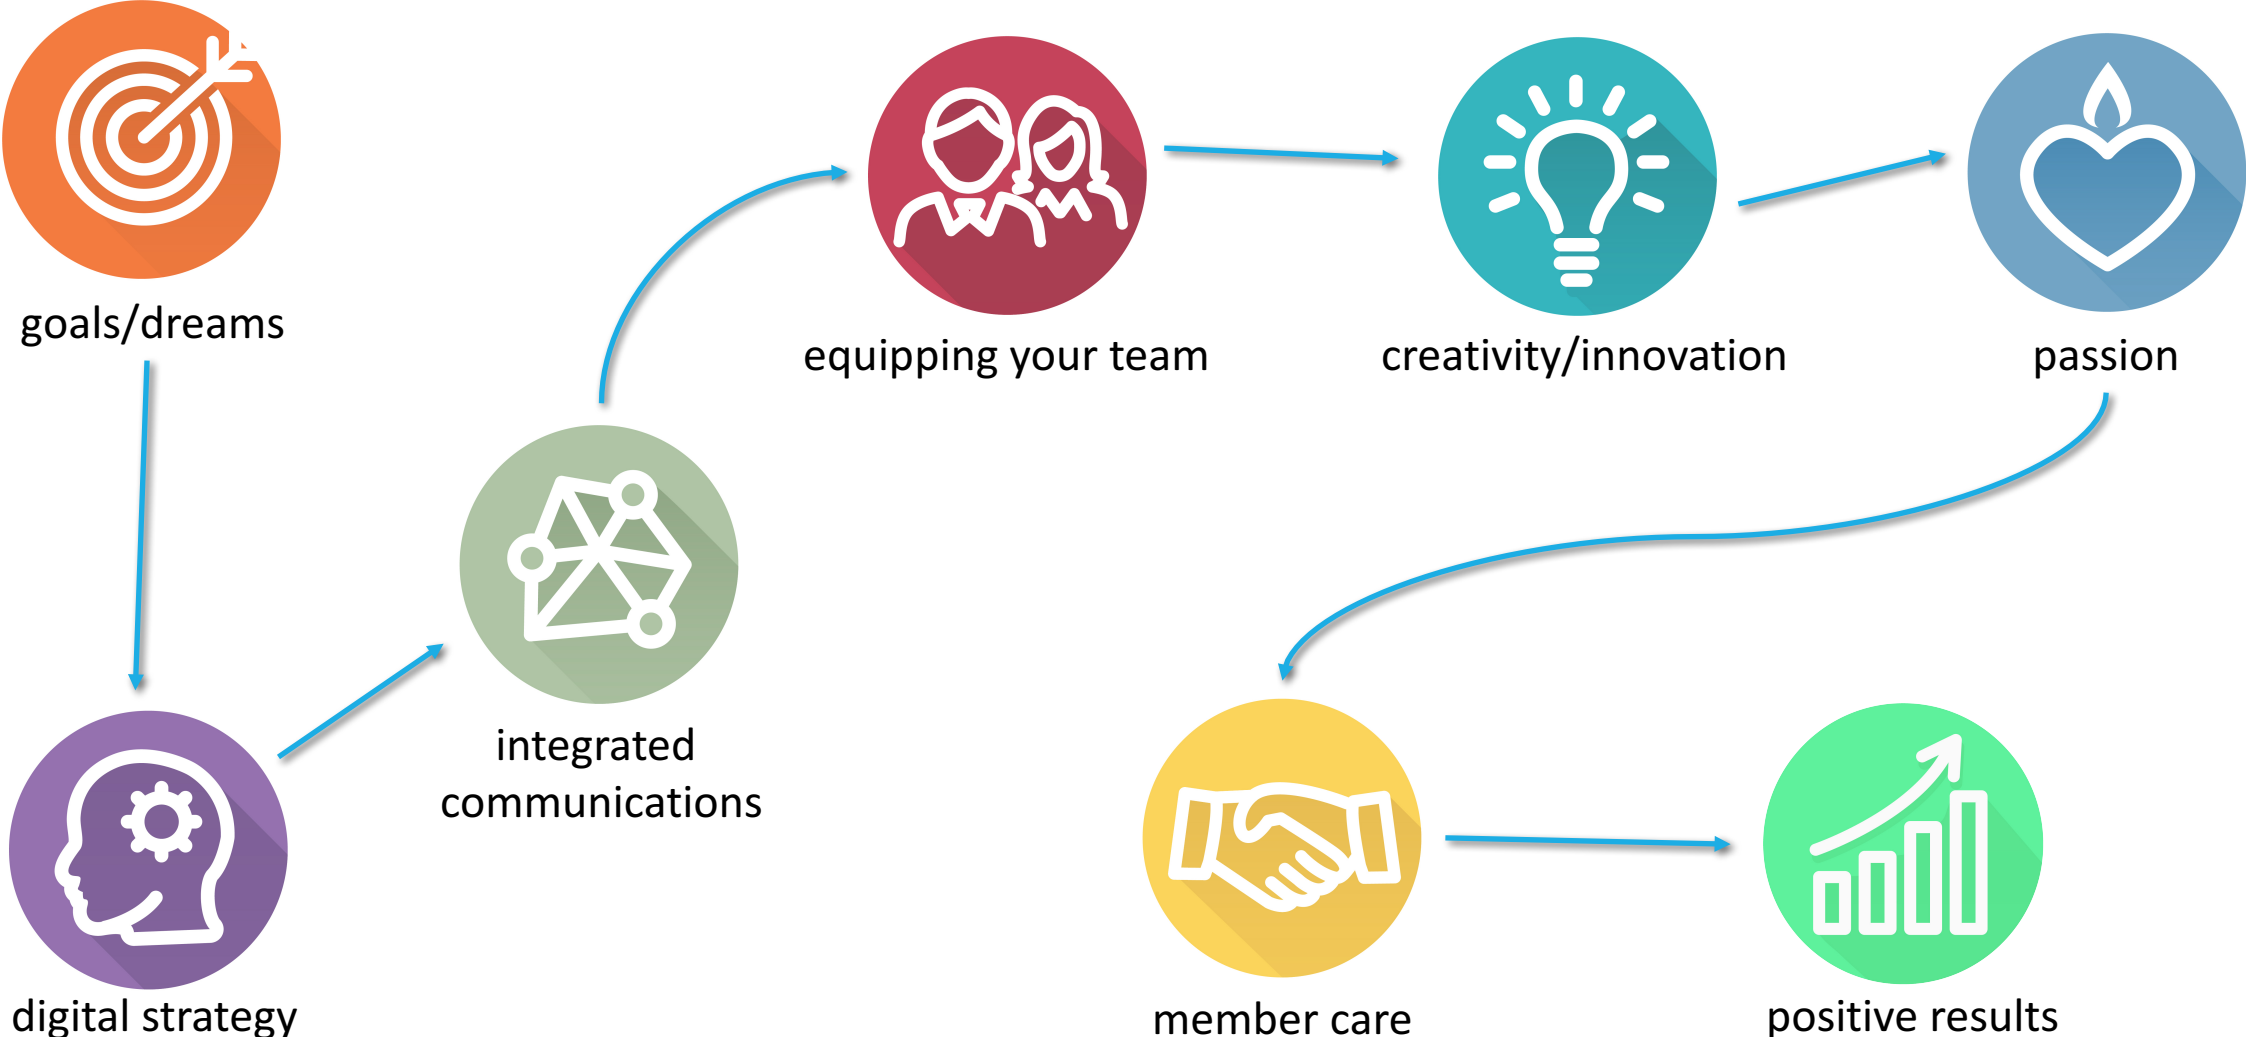 goals/dreams
digital strategy
integrated
communications
equipping your team
creativity/innovation
passion
member care
positive results